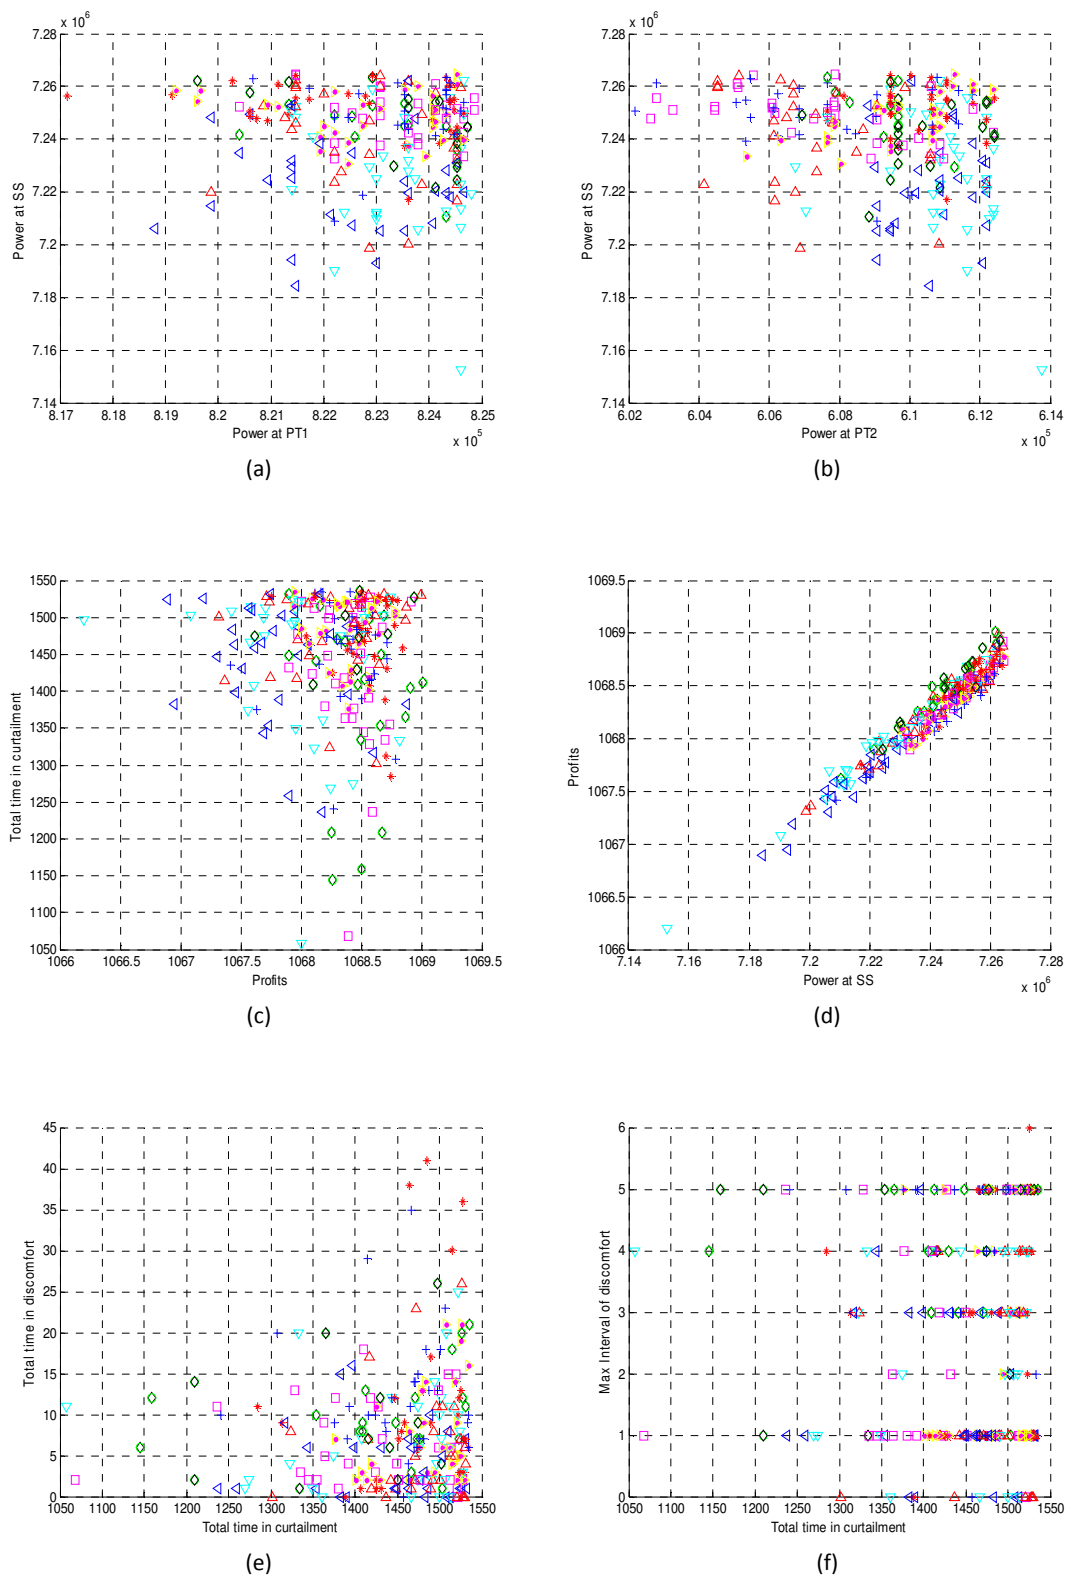 x 10^6
7.28
7.26
7.24
7.22
7.2
7.18
7.16
7.14
Power at SS
8.17 8.18 8.19 8.2 8.21 8.22 8.23 8.24 8.25
Power at PT1
x 10^5
(a)
x 10^6
7.28
7.26
7.24
7.22
7.2
7.18
7.16
7.14
Power at SS
6.02 6.04 6.06 6.08 6.1 6.12 6.14
Power at PT2
x 10^5
(b)
1550
1500
1450
1400
1350
1300
1250
1200
1150
1100
1050
Total time in curtailment
1066 1066.5 1067 1067.5 1068 1068.5 1069 1069.5
Profits
(c)
1069.5
1069
1068.5
1068
1067.5
1067
1066.5
1066
Profits
7.14 7.16 7.18 7.2 7.22 7.24 7.26 7.28
Power at SS
x 10^6
(d)
45
40
35
30
25
20
15
10
5
0
Total time in discomfort
1050 1100 1150 1200 1250 1300 1350 1400 1450 1500 1550
Total time in curtailment
(e)
6
5
4
3
2
1
0
Max Interval of discomfort
1050 1100 1150 1200 1250 1300 1350 1400 1450 1500 1550
Total time in curtailment
(f)